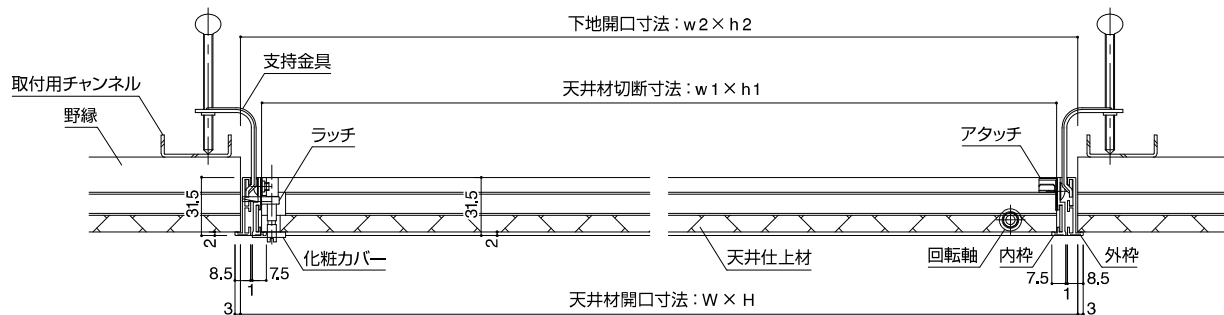 下地開口寸法：w2×h2
支持金具
取付用チャンネル
天井材切断寸法：w1×h1
野縁
ラッチ
アタッチ
31.5
31.5
2
2
化粧カバー
天井仕上材
回転軸
内枠
外枠
8.5
7.5
7.5
8.5
1
1
天井材開口寸法：W×H
3
3